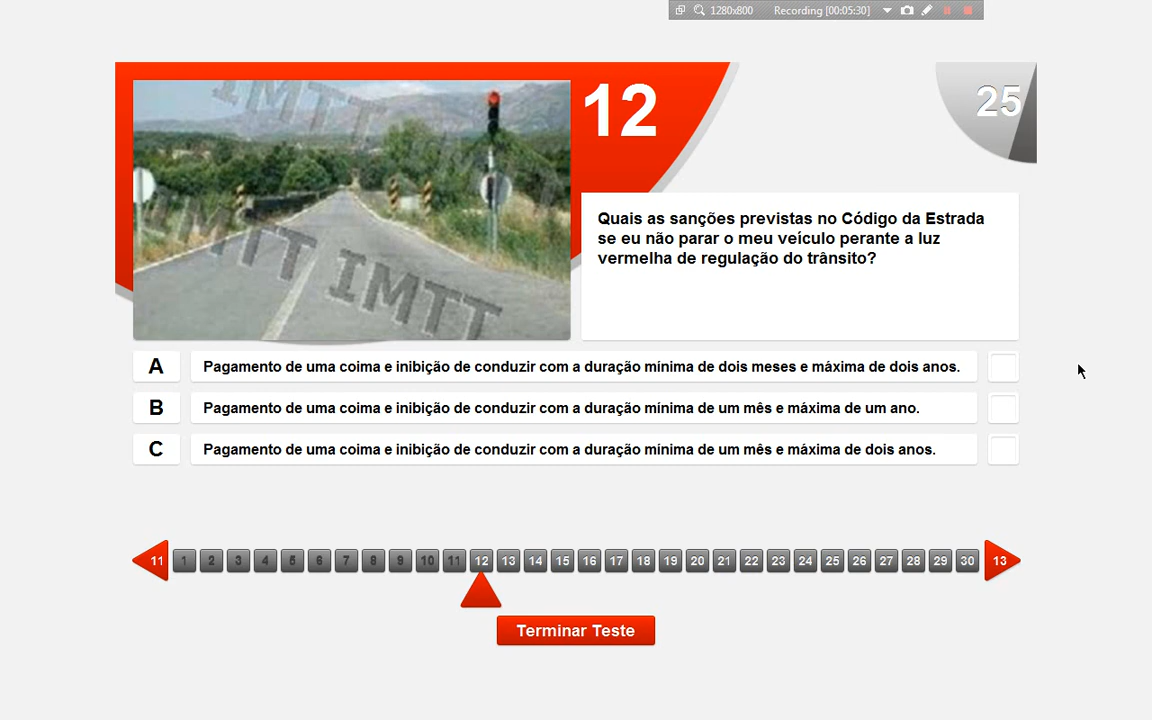 1280x800 Recording [00:05:30]
12
25
IMTT
IMTT IMTT
Quais as sanções previstas no Código da Estrada
se eu não parar o meu veículo perante a luz
vermelha de regulação do trânsito?
A Pagamento de uma coima e inibição de conduzir com a duração mínima de dois meses e máxima de dois anos.
B Pagamento de uma coima e inibição de conduzir com a duração mínima de um mês e máxima de um ano.
C Pagamento de uma coima e inibição de conduzir com a duração mínima de um mês e máxima de dois anos.
11 1 2 3 4 5 6 7 8 9 10 11 12 13 14 15 16 17 18 19 20 21 22 23 24 25 26 27 28 29 30 13
Terminar Teste